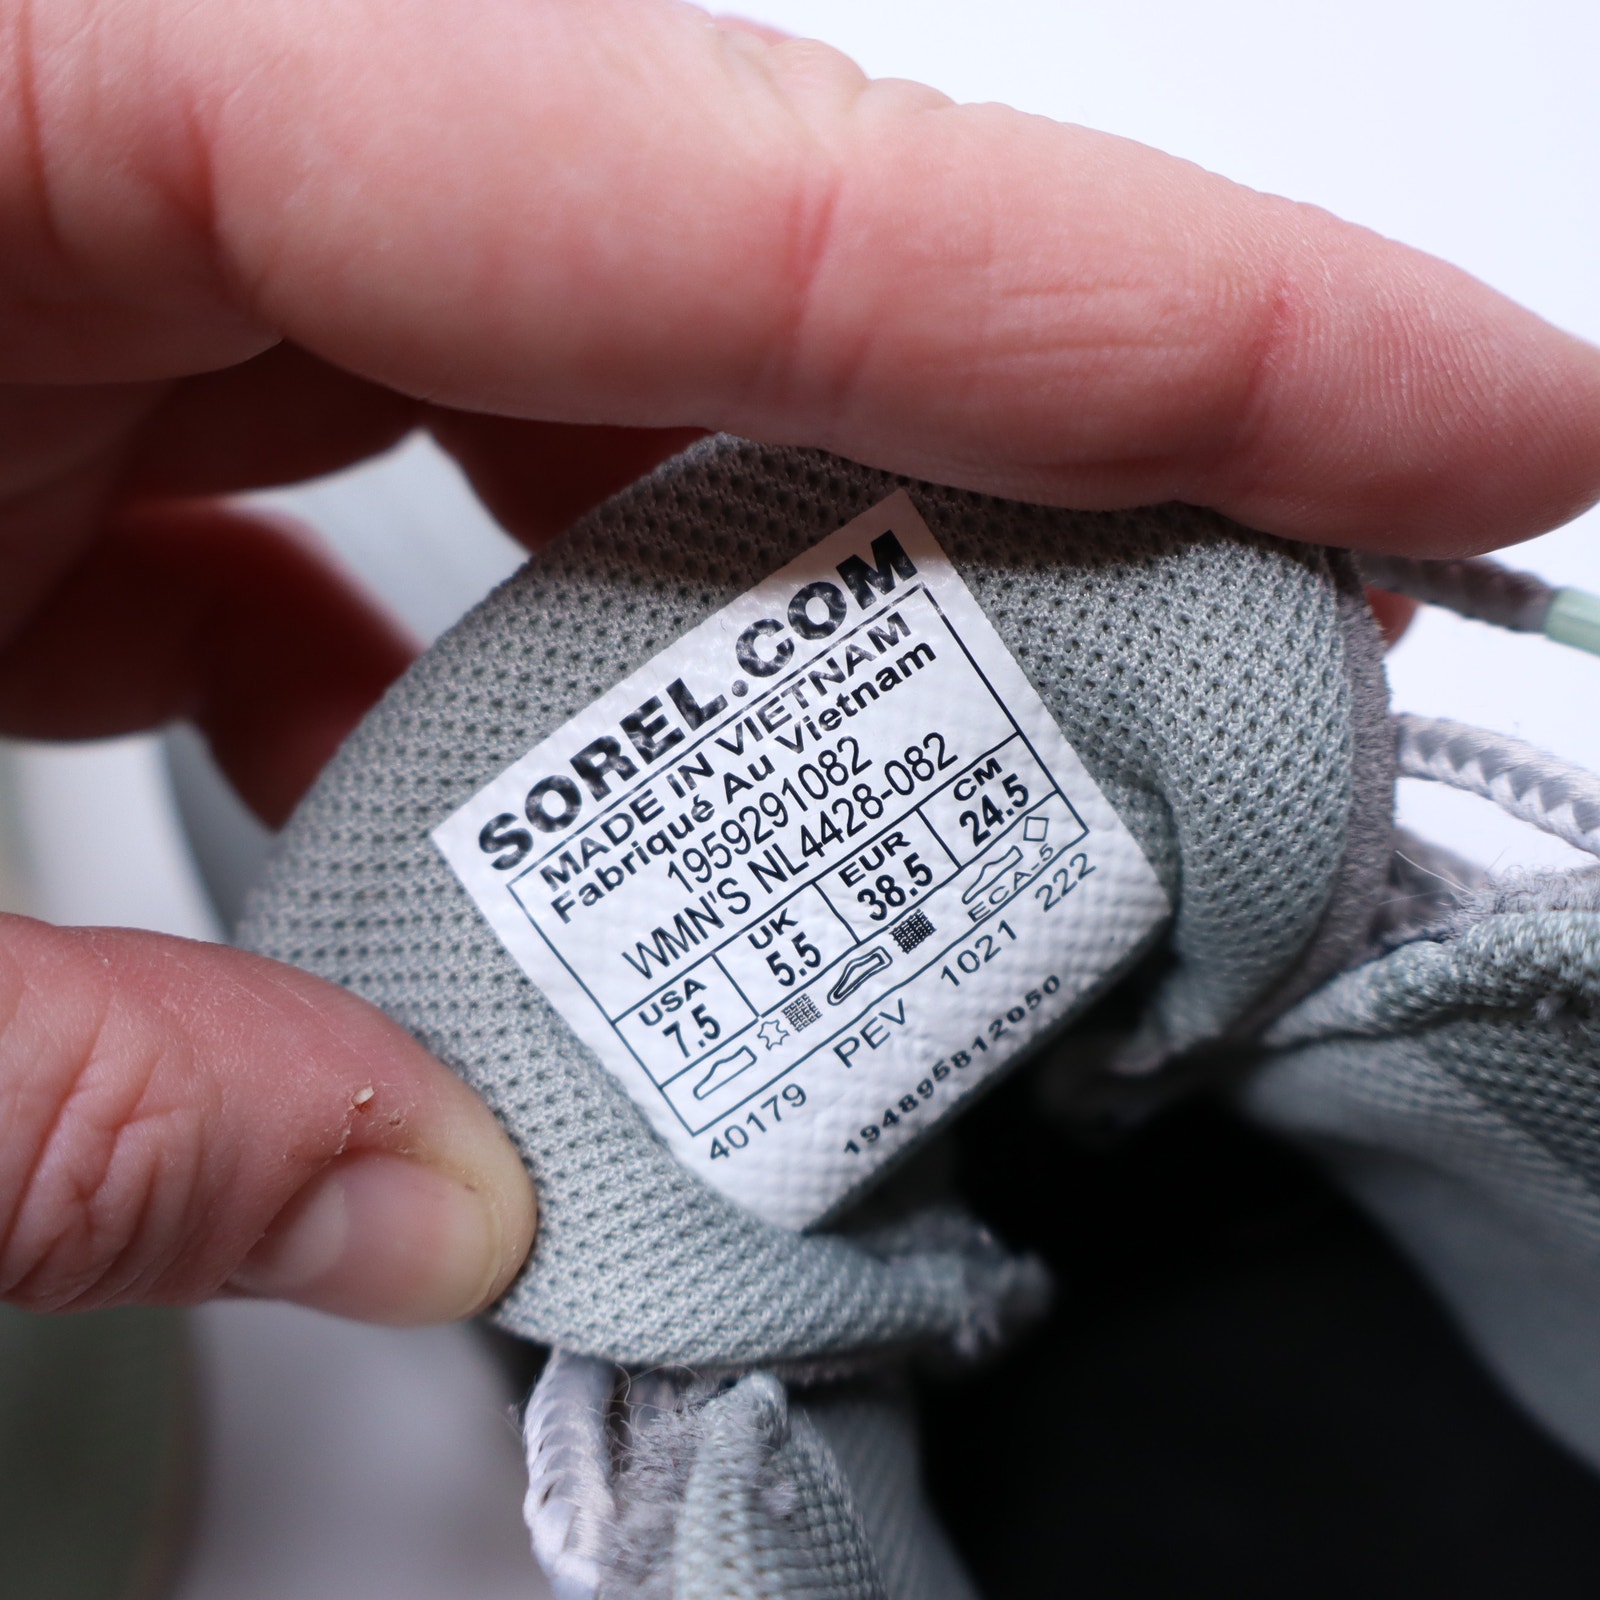 SOREL.COM
MADE IN VIETNAM
Fabriqué Au Vietnam
1959291082
WMN'S NL4428-082
USA UK EUR CM
7.5 5.5 38.5 24.5
ECA-5
40179 PEV 1021 222
194895812050